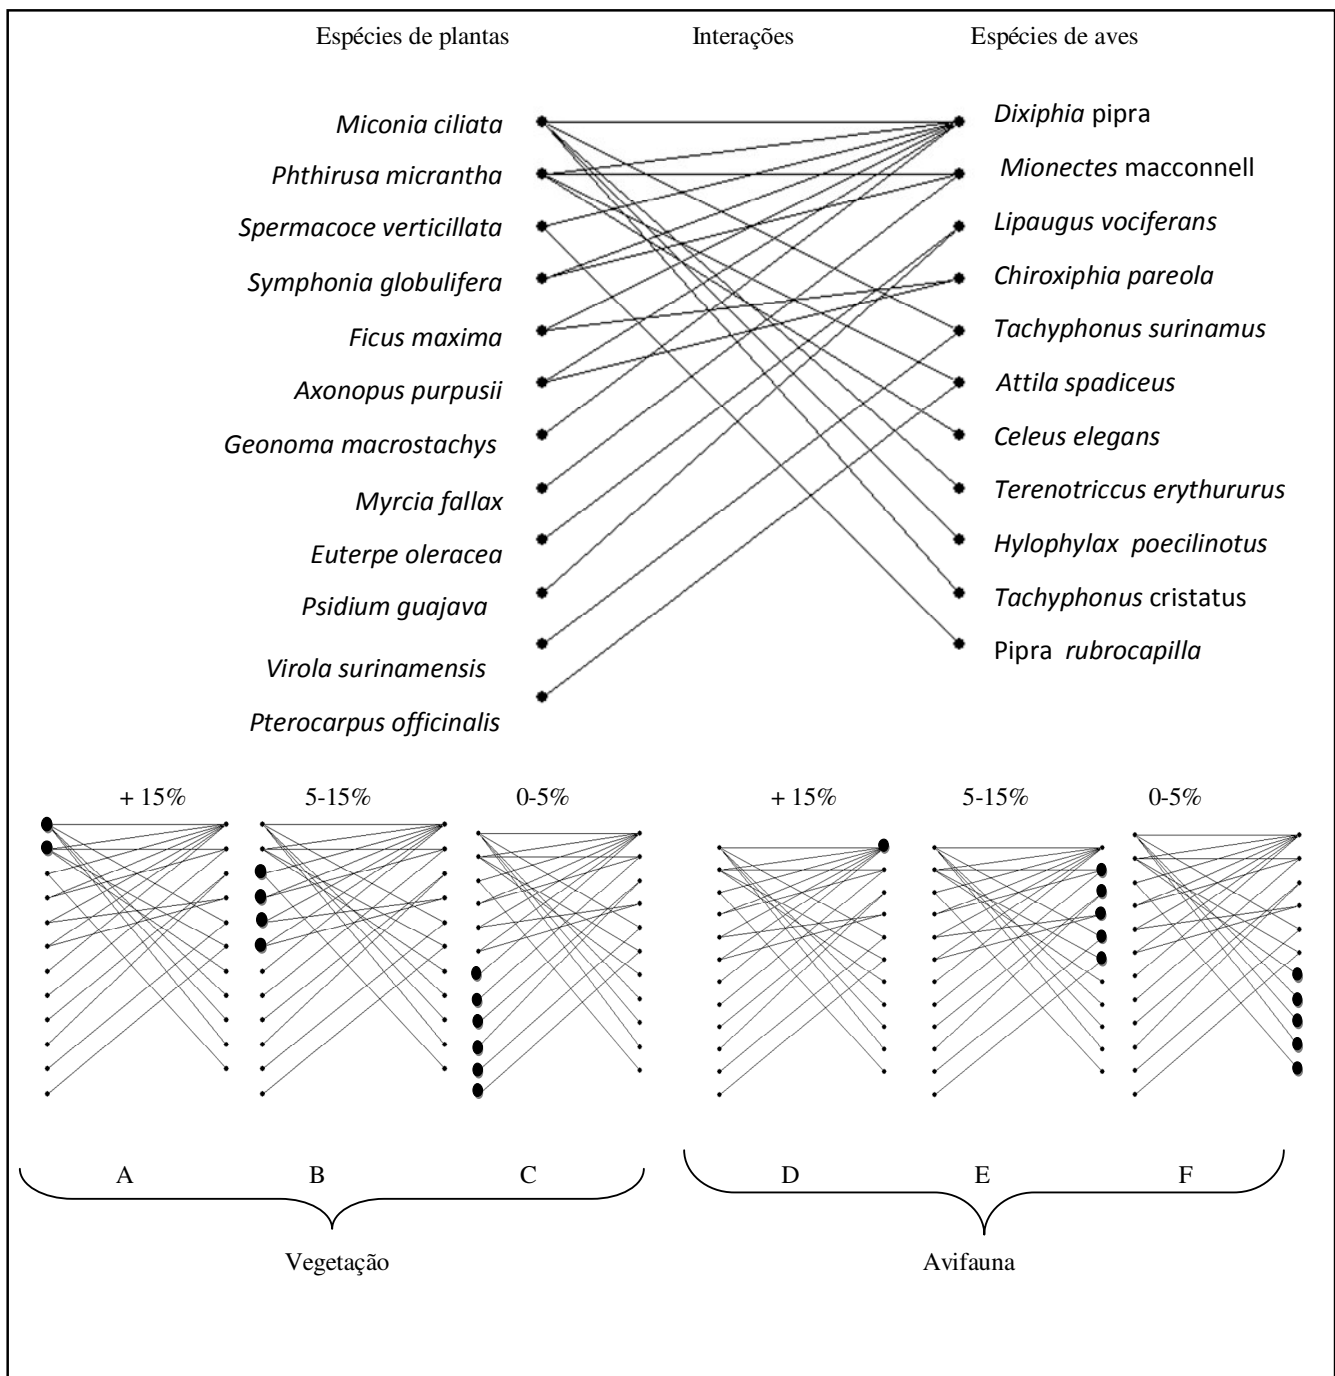 Espécies de plantas Interações Espécies de aves
Miconia ciliata Dixiphia pipra
Phthirusa micrantha Mionectes macconnell
Spermacoce verticillata Lipaugus vociferans
Symphonia globulifera Chiroxiphia pareola
Ficus maxima Tachyphonus surinamus
Axonopus purpusii Attila spadiceus
Geonoma macrostachys Celeus elegans
Myrcia fallax Terenotriccus erythururus
Euterpe oleracea Hylophylax poecilinotus
Psidium guajava Tachyphonus cristatus
Virola surinamensis Pipra rubrocapilla
Pterocarpus officinalis
+ 15% 5-15% 0-5% + 15% 5-15% 0-5%
A B C D E F
Vegetação Avifauna